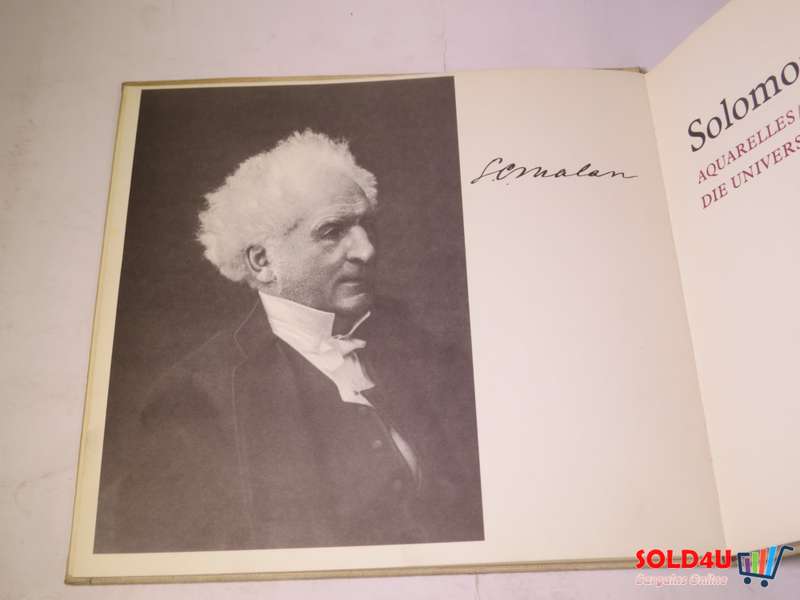 S. C. Malan
Solomo
AQUARELLES
DIE UNIVERS
SOLD4U
Bargains Online